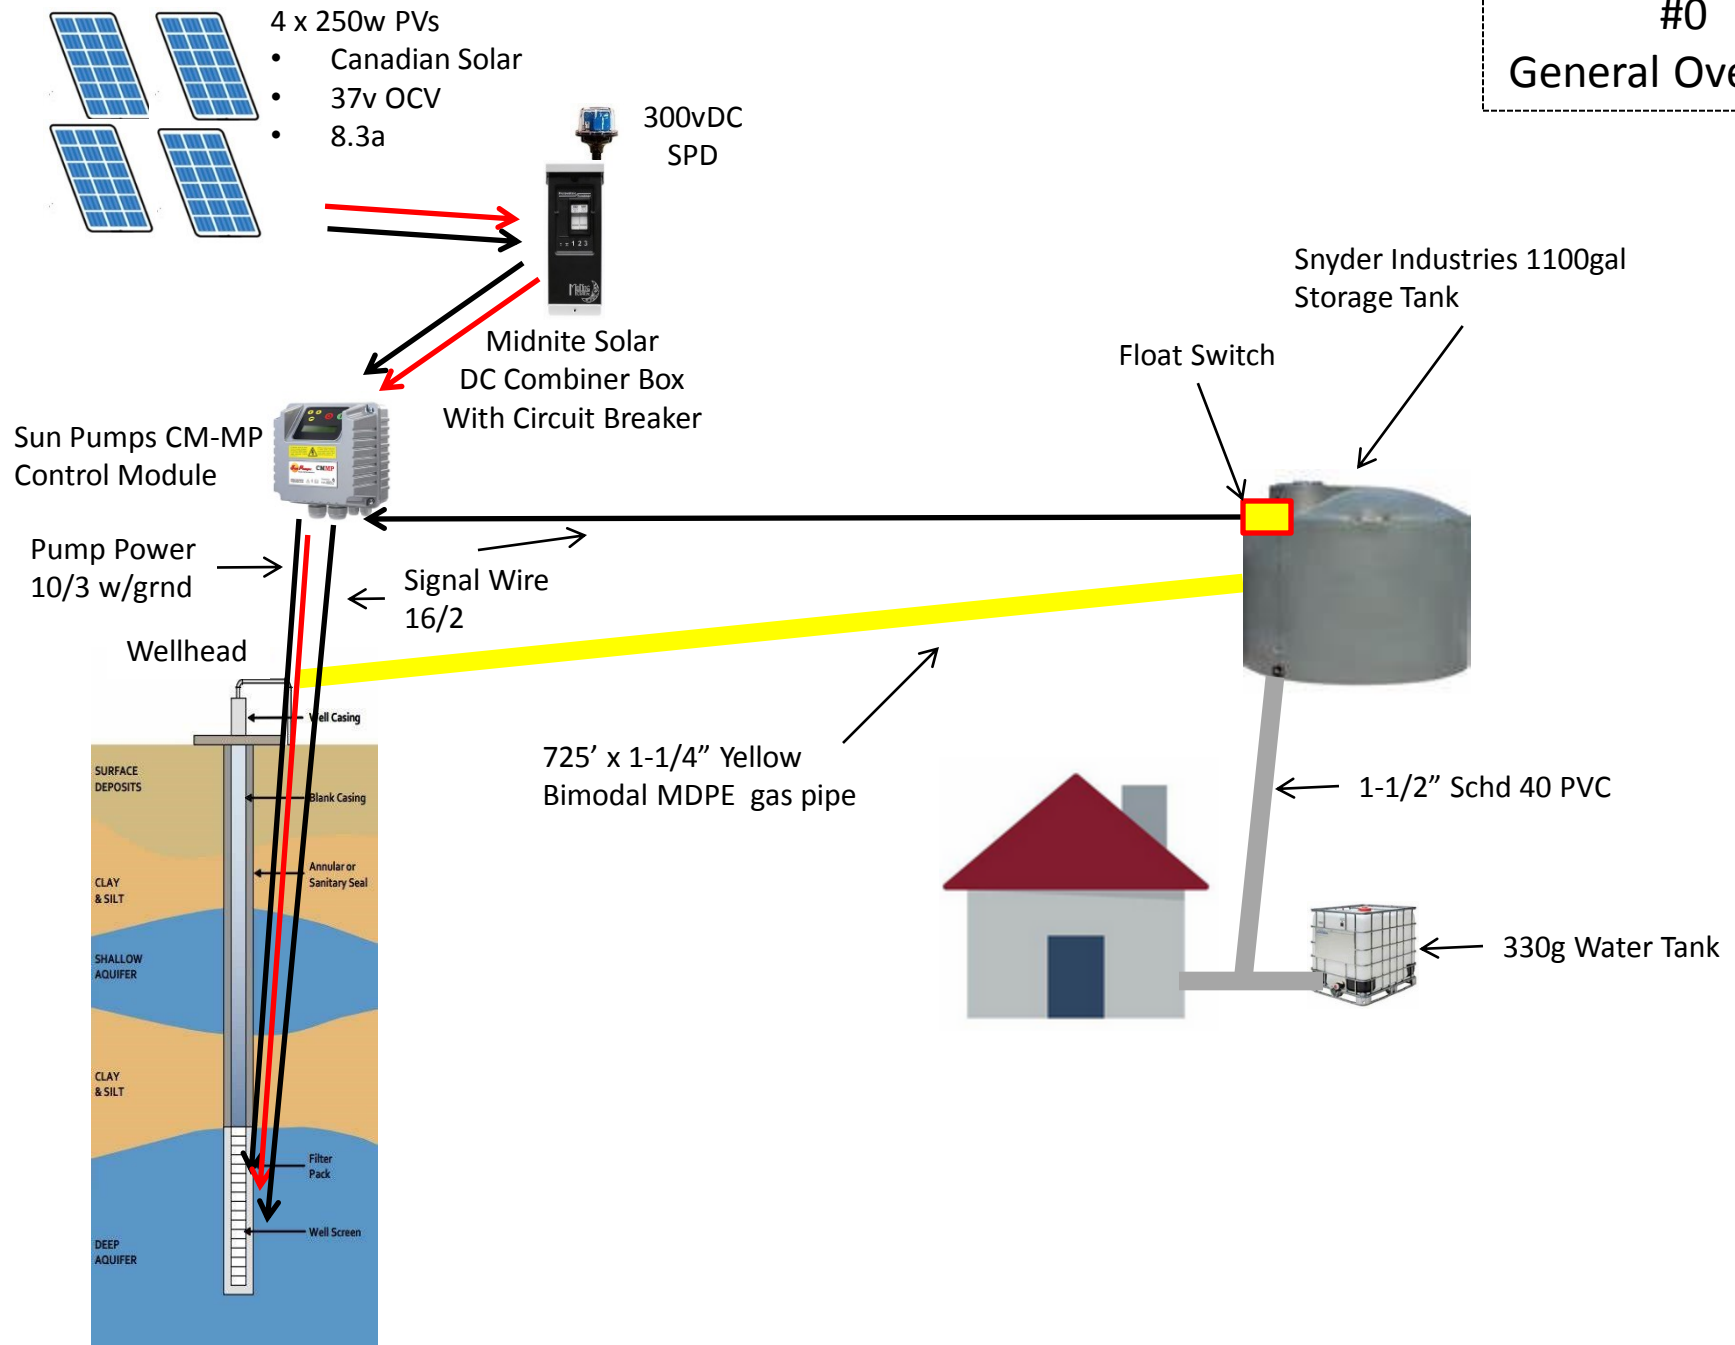 #0
General Ove
4 x 250w PVs
• Canadian Solar
• 37v OCV
• 8.3a
300vDC
SPD
Midnite Solar
DC Combiner Box
With Circuit Breaker
Snyder Industries 1100gal
Storage Tank
Float Switch
Sun Pumps CM-MP
Control Module
CMMP
Pump Power
10/3 w/grnd
Signal Wire
16/2
Wellhead
725’ x 1-1/4” Yellow
Bimodal MDPE gas pipe
1-1/2” Schd 40 PVC
330g Water Tank
Well Casing
SURFACE
DEPOSITS
Blank Casing
Annular or
Sanitary Seal
CLAY
& SILT
SHALLOW
AQUIFER
CLAY
& SILT
Filter
Pack
Well Screen
DEEP
AQUIFER